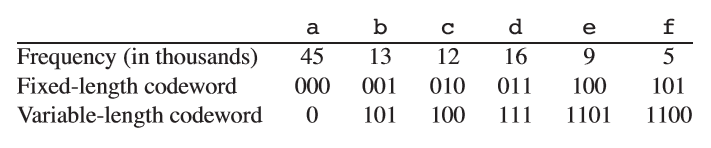 a b c d e f
Frequency (in thousands) 45 13 12 16 9 5
Fixed-length codeword 000 001 010 011 100 101
Variable-length codeword 0 101 100 111 1101 1100